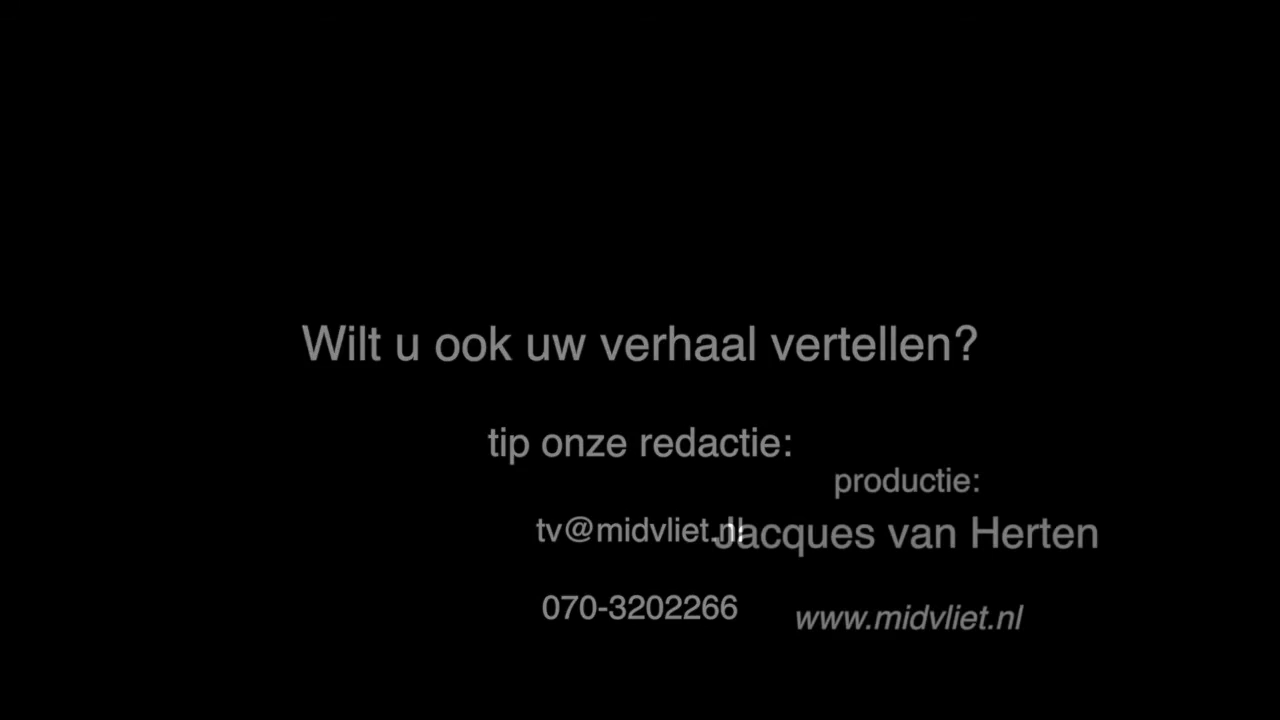 Wilt u ook uw verhaal vertellen?
tip onze redactie:
productie:
tv@midvliet.nl
Jacques van Herten
070-3202266
www.midvliet.nl